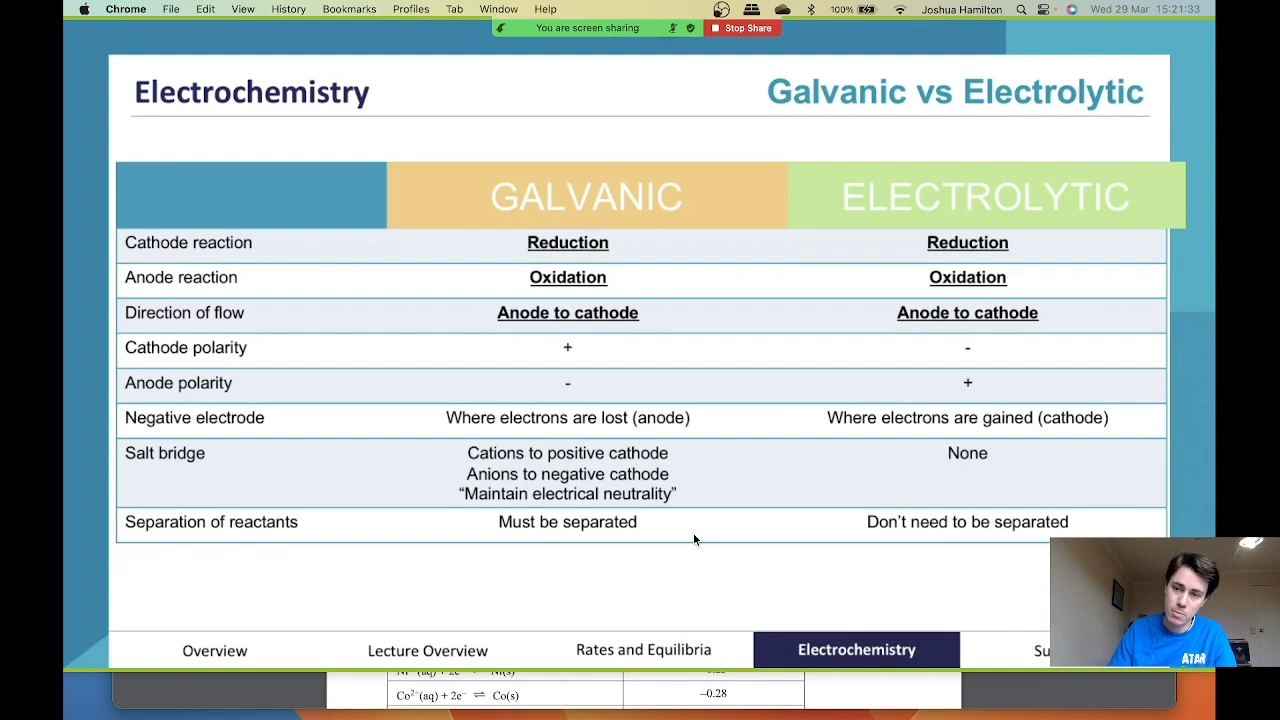 Chrome File Edit View History Bookmarks Profiles Tab Window Help 100% Joshua Hamilton Wed 29 Mar 15:21:33
You are screen sharing Stop Share
Electrochemistry Galvanic vs Electrolytic
GALVANIC ELECTROLYTIC
Cathode reaction Reduction Reduction
Anode reaction Oxidation Oxidation
Direction of flow Anode to cathode Anode to cathode
Cathode polarity + -
Anode polarity - +
Negative electrode Where electrons are lost (anode) Where electrons are gained (cathode)
Salt bridge Cations to positive cathode None
Anions to negative cathode
“Maintain electrical neutrality”
Separation of reactants Must be separated Don’t need to be separated
ATAR
Overview Lecture Overview Rates and Equilibria Electrochemistry Su
Co²⁺(aq) + 2e⁻ ⇌ Co(s) –0.28